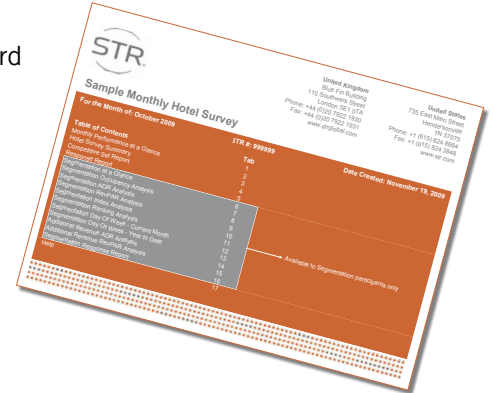 rd
STR
Sample Monthly Hotel Survey
United Kingdom
Blue Fin Building
110 Southwark Street
London SE1 0TA
Phone: +44 (0)20 7922 1930
Fax: +44 (0)20 7922 1931
www.strglobal.com
United States
735 East Main Street
Hendersonville
TN 37075
Phone: +1 (615) 824 8664
Fax: +1 (615) 824 3848
www.str.com
For the Month of: October 2009
STR #: 999999
Date Created: November 19, 2009
Table of Contents
Tab
Monthly Performance at a Glance 1
Hotel Survey Summary 2
Competitive Set Report 3
Response Report 4
Segmentation at a Glance 5
Segmentation Occupancy Analysis 6
Segmentation ADR Analysis 7
Segmentation RevPAR Analysis 8
Segmentation Index Analysis 9
Segmentation Ranking Analysis 10
Segmentation Day Of Week - Current Month 11
Segmentation Day Of Week - Year to Date 12
Additional Revenue ADR Analysis 13
Additional Revenue RevPAR Analysis 14
Segmentation Response Report 15
16
Help 17
Available to Segmentation participants only